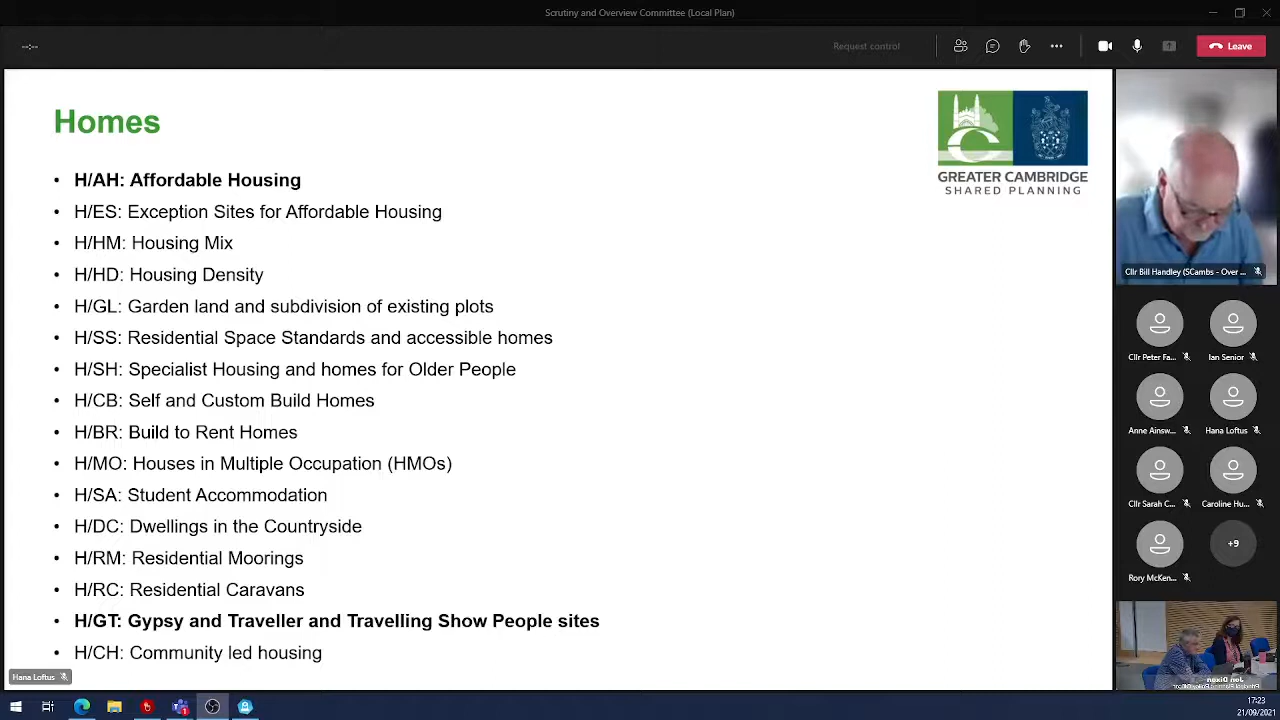 Scrutiny and Overview Committee (Local Plan)
--:--
Request control
Leave
Homes
GREATER CAMBRIDGE
SHARED PLANNING
• H/AH: Affordable Housing
• H/ES: Exception Sites for Affordable Housing
• H/HM: Housing Mix
• H/HD: Housing Density
• H/GL: Garden land and subdivision of existing plots
• H/SS: Residential Space Standards and accessible homes
• H/SH: Specialist Housing and homes for Older People
• H/CB: Self and Custom Build Homes
• H/BR: Build to Rent Homes
• H/MO: Houses in Multiple Occupation (HMOs)
• H/SA: Student Accommodation
• H/DC: Dwellings in the Countryside
• H/RM: Residential Moorings
• H/RC: Residential Caravans
• H/GT: Gypsy and Traveller and Travelling Show People sites
• H/CH: Community led housing
Hana Loftus
Cllr Bill Handley (SCambs - Over ...
Cllr Peter Fa...
Ian Senior
Anne Ainsw...
Hana Loftus
Cllr Sarah C...
Caroline Hu...
Rory McKen...
+9
17:23
21/09/2021